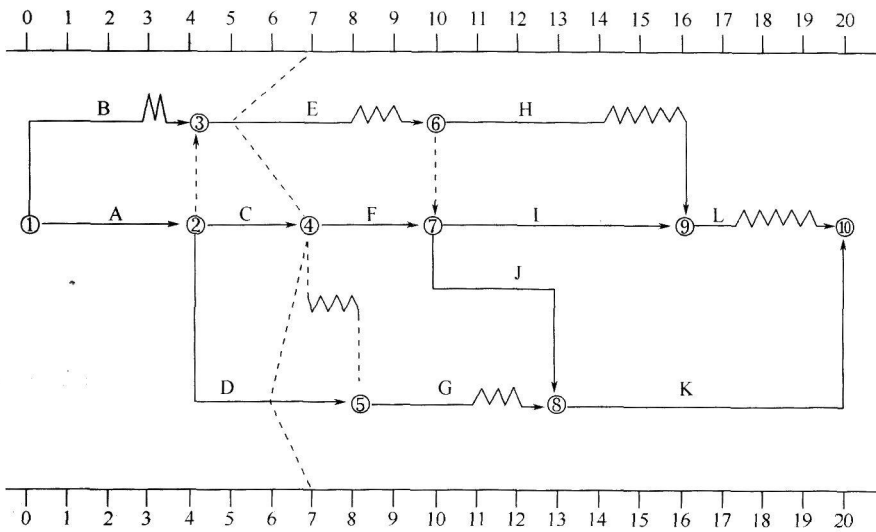 0 1 2 3 4 5 6 7 8 9 10 11 12 13 14 15 16 17 18 19 20
B ③ E ⑥ H
① A ② C ④ F ⑦ I ⑨ L ⑩
J
D ⑤ G ⑧ K
0 1 2 3 4 5 6 7 8 9 10 11 12 13 14 15 16 17 18 19 20